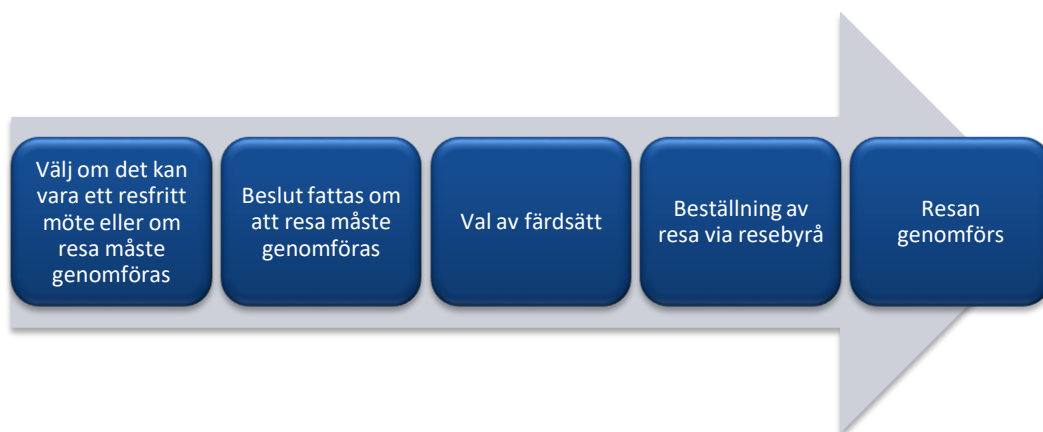 Välj om det kan
vara ett resfritt
möte eller om
resa måste
genomföras
Beslut fattas om
att resa måste
genomföras
Val av färdsätt
Beställning av
resa via resebyrå
Resan
genomförs